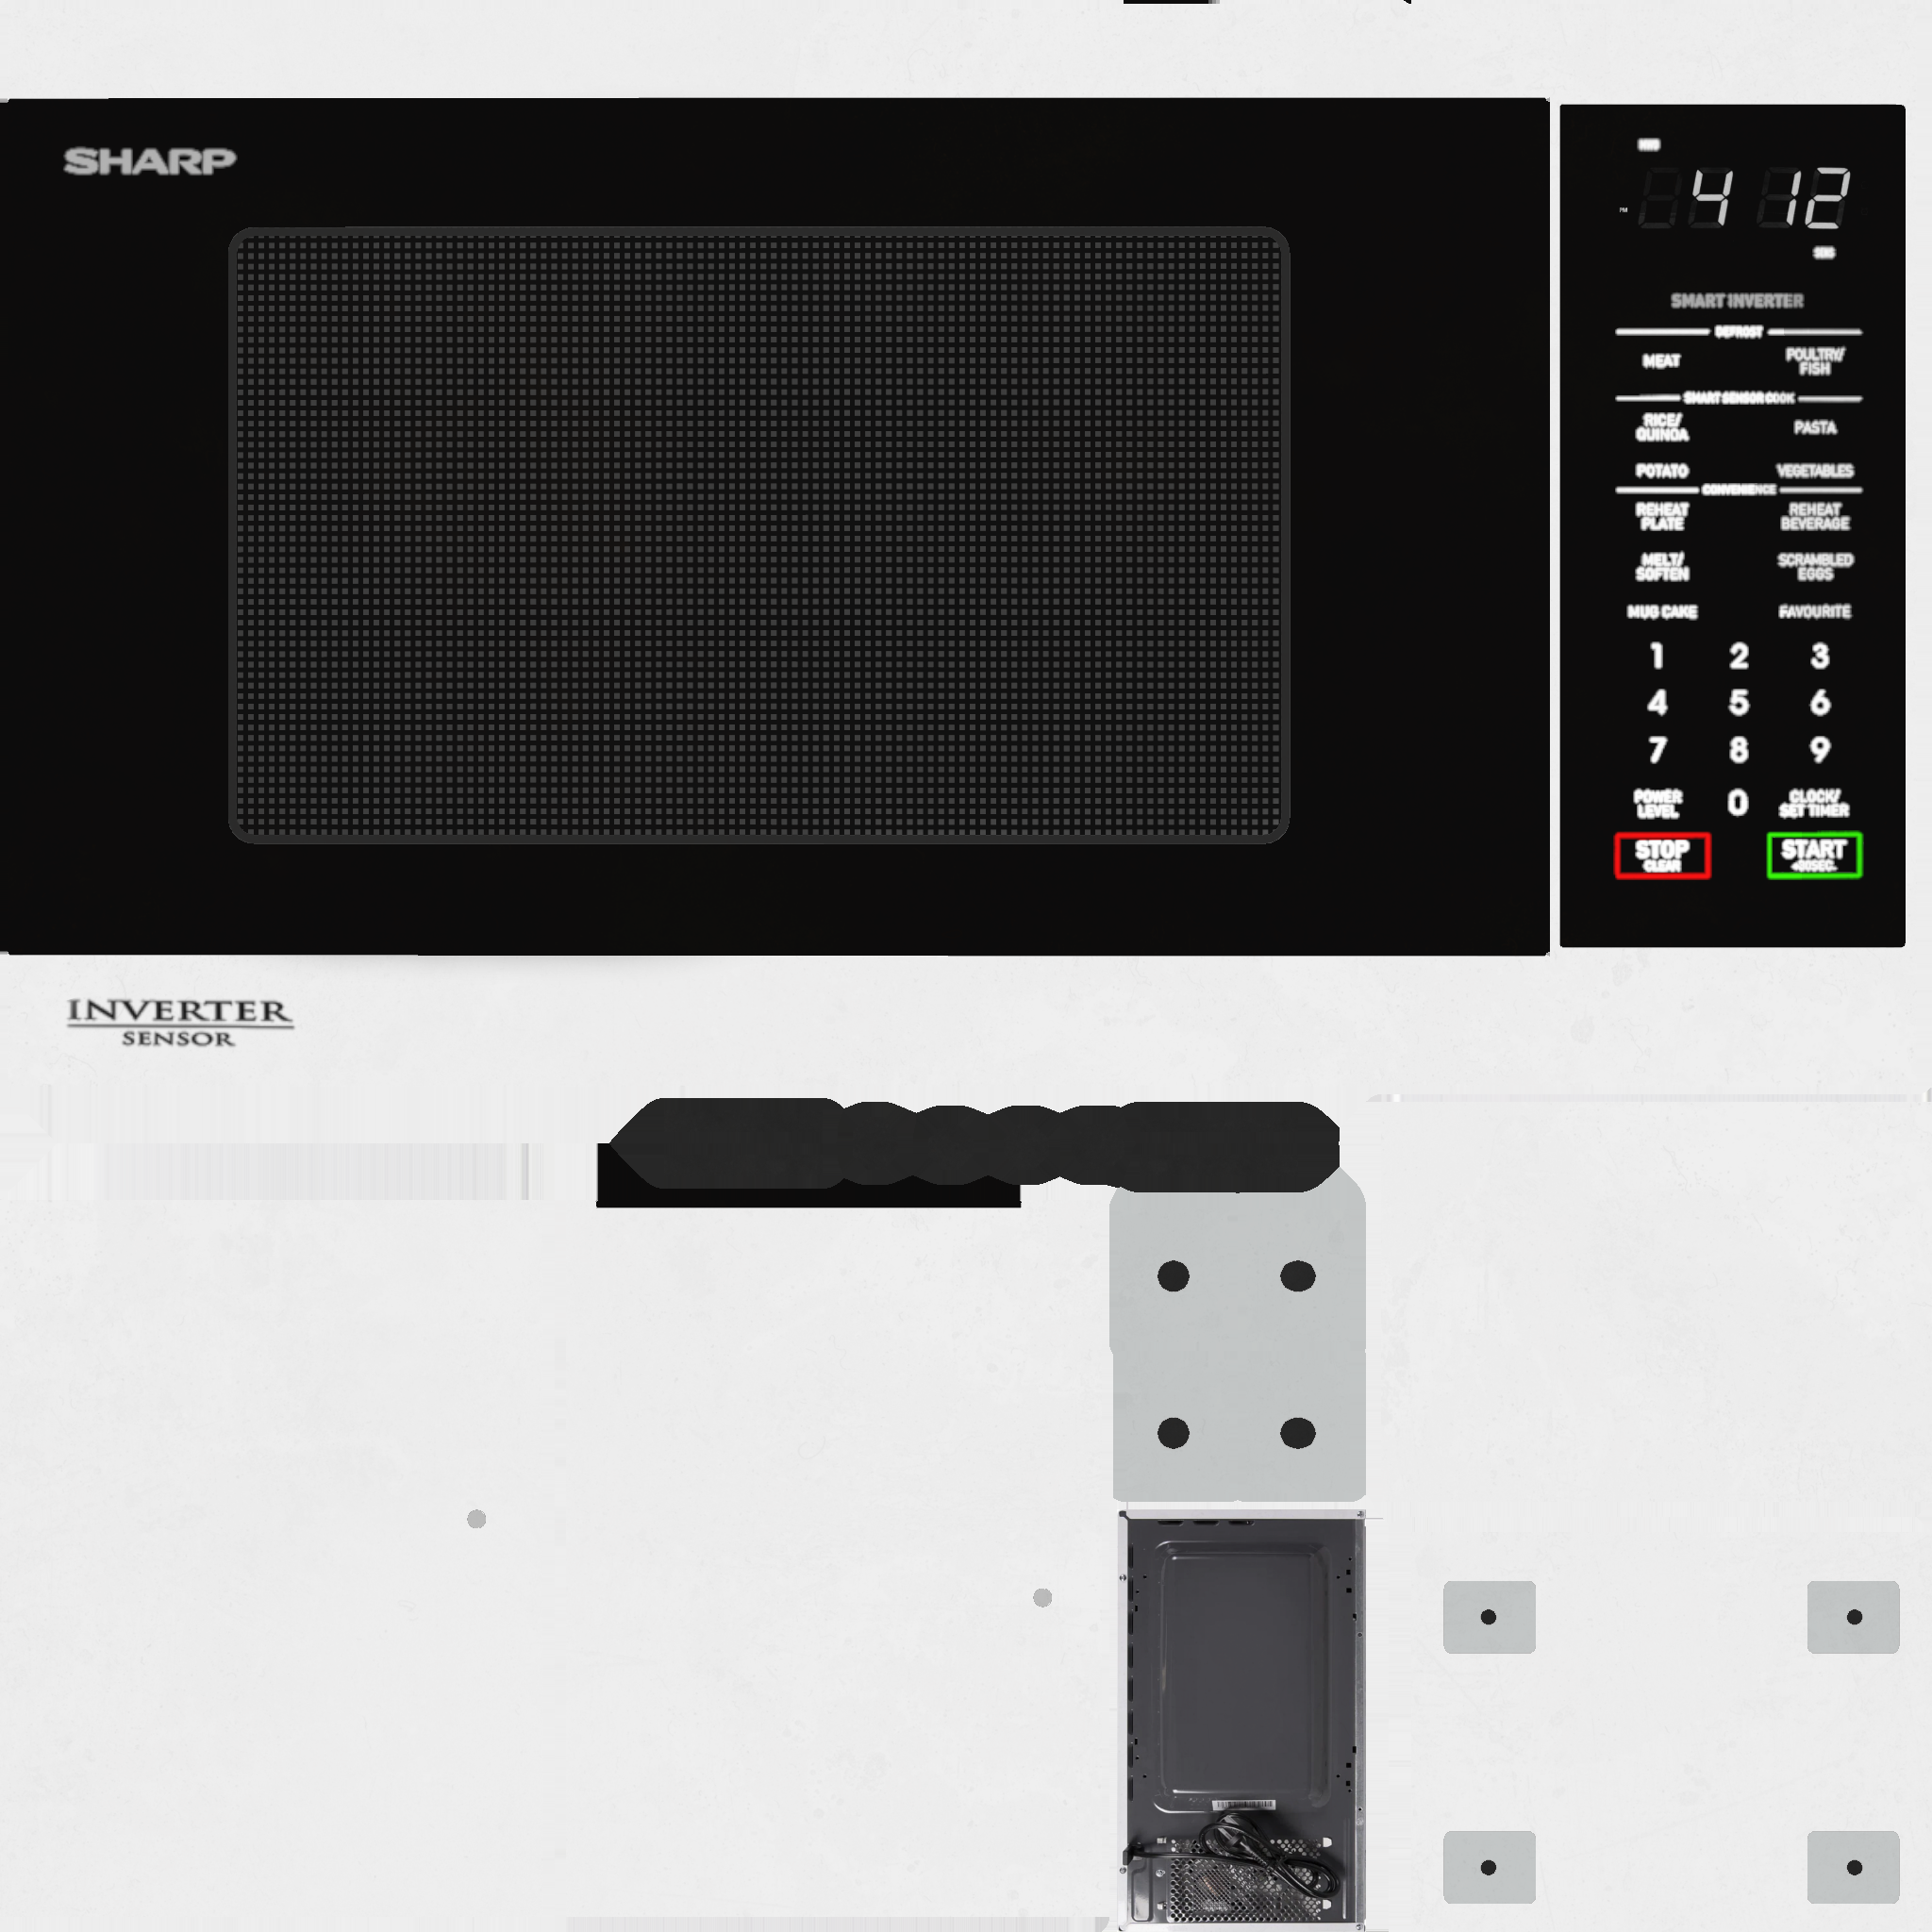 SHARP
4 12
PM
SENS
SMART INVERTER
DEFROST
MEAT
POULTRY/
FISH
SMART SENSOR COOK
RICE/
QUINOA
PASTA
POTATO
VEGETABLES
CONVENIENCE
REHEAT
PLATE
REHEAT
BEVERAGE
MELT/
SOFTEN
SCRAMBLED
EGGS
MUG CAKE
FAVOURITE
1 2 3
4 5 6
7 8 9
POWER
LEVEL
0
CLOCK/
SET TIMER
STOP
CLEAR
START
+30SEC.
INVERTER
SENSOR